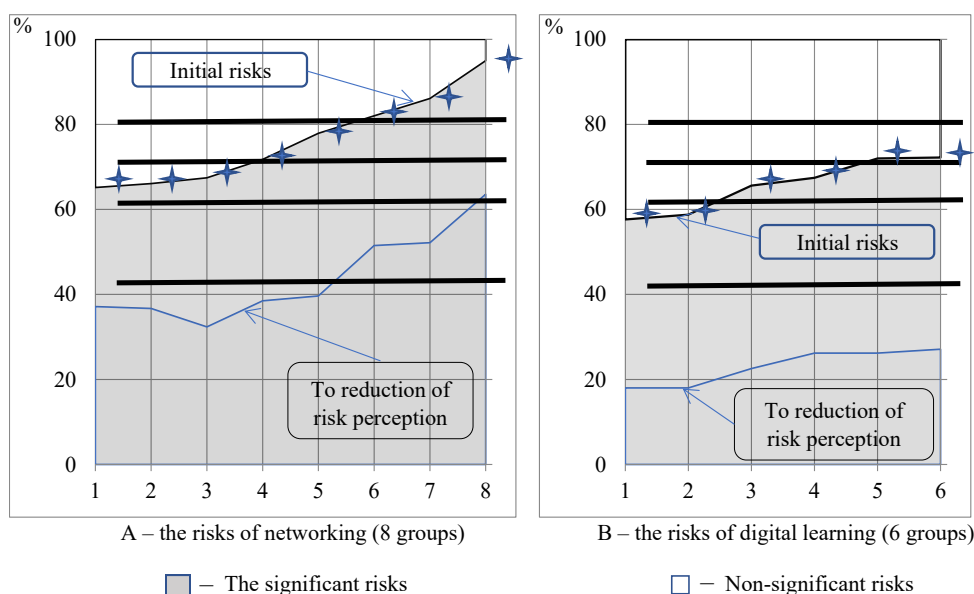 %
100
80
60
40
20
0
1 2 3 4 5 6 7 8
Initial risks
To reduction of
risk perception
A – the risks of networking (8 groups)
%
100
80
60
40
20
0
1 2 3 4 5 6
Initial risks
To reduction of
risk perception
B – the risks of digital learning (6 groups)
– The significant risks
– Non-significant risks